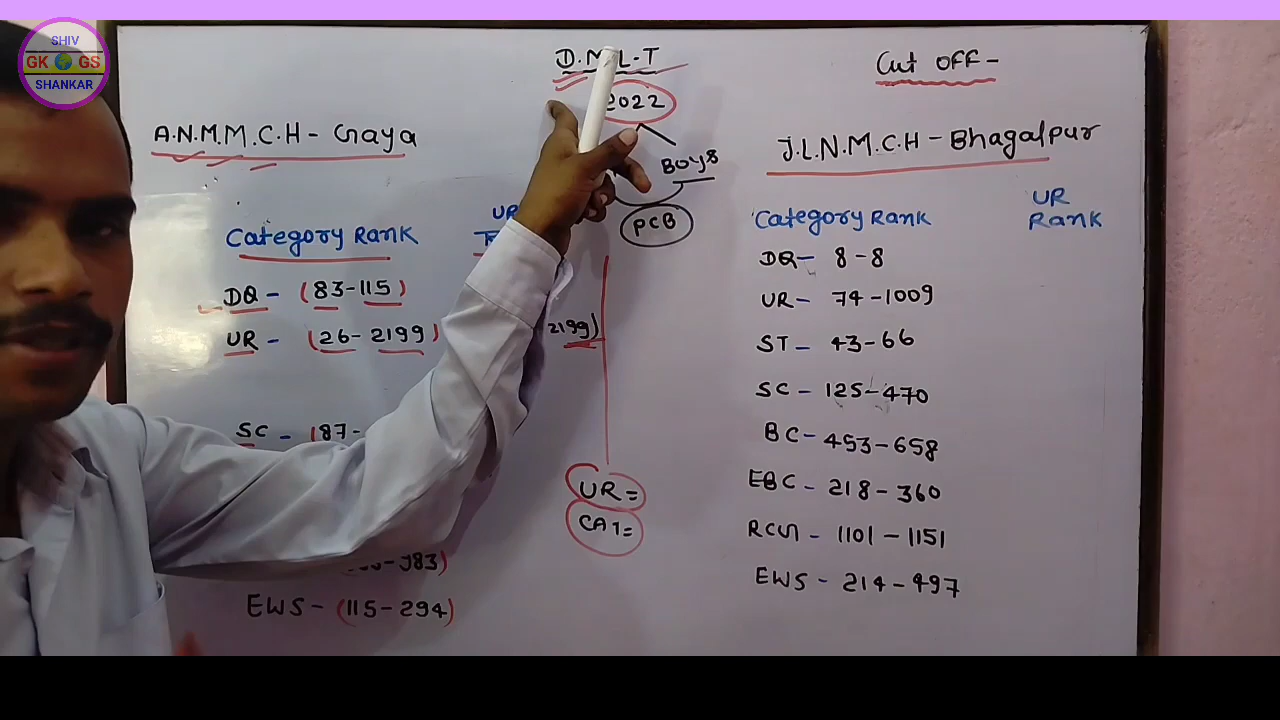 SHIV
GK GS
SHANKAR
D.M.L.T
2022
Boys
PCB
Cut OFF-
A.N.M.M.C.H - Gaya
Category Rank
UR
DQ - (83-115)
UR - (26-2199)
2199)
SC - (87-
983)
EWS - (115-294)
UR =
CAT=
J.L.N.M.C.H - Bhagalpur
Category Rank
UR
Rank
DQ- 8-8
UR- 74-1009
ST - 43-66
SC - 125-470
BC- 453-658
EBC - 218-360
RCG - 1101-1151
EWS - 214-497